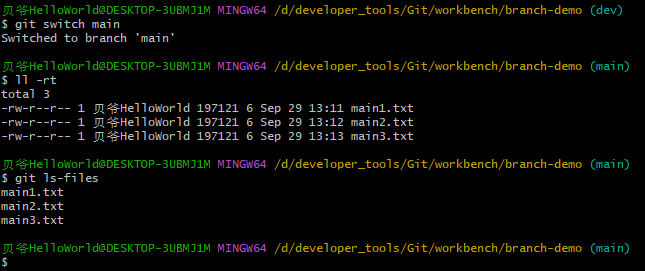 贝爷HelloWorld@DESKTOP-3UBMJ1M MINGW64 /d/developer_tools/Git/workbench/branch-demo (dev)
$ git switch main
Switched to branch 'main'
贝爷HelloWorld@DESKTOP-3UBMJ1M MINGW64 /d/developer_tools/Git/workbench/branch-demo (main)
$ ll -rt
total 3
-rw-r--r-- 1 贝爷HelloWorld 197121 6 Sep 29 13:11 main1.txt
-rw-r--r-- 1 贝爷HelloWorld 197121 6 Sep 29 13:12 main2.txt
-rw-r--r-- 1 贝爷HelloWorld 197121 6 Sep 29 13:13 main3.txt
贝爷HelloWorld@DESKTOP-3UBMJ1M MINGW64 /d/developer_tools/Git/workbench/branch-demo (main)
$ git ls-files
main1.txt
main2.txt
main3.txt
贝爷HelloWorld@DESKTOP-3UBMJ1M MINGW64 /d/developer_tools/Git/workbench/branch-demo (main)
$